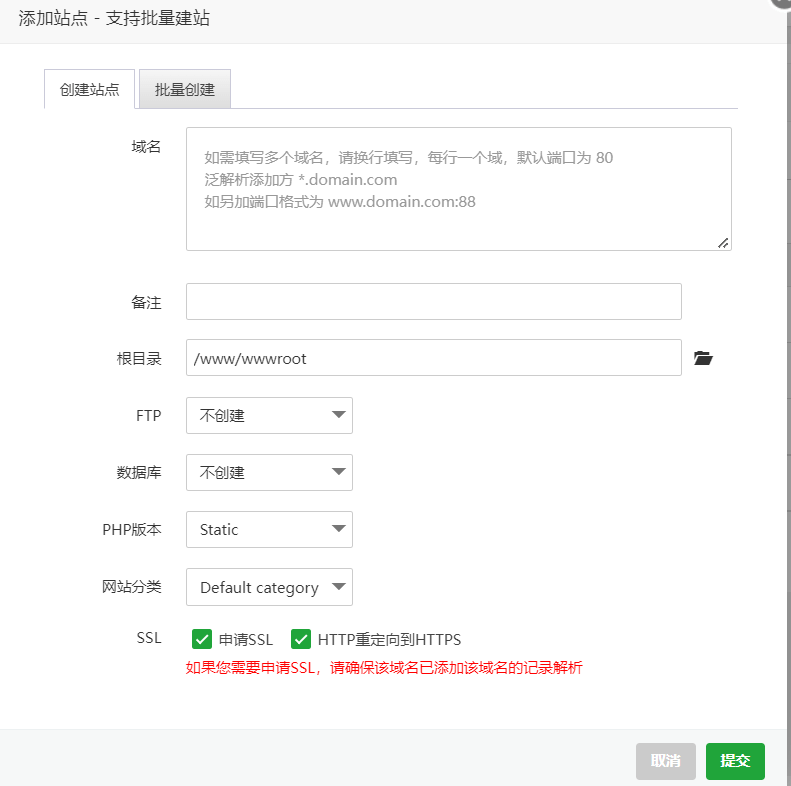 添加站点 - 支持批量建站
创建站点
批量创建
域名
如需填写多个域名，请换行填写，每行一个域，默认端口为 80
泛解析添加方 *.domain.com
如另加端口格式为 www.domain.com:88
备注
根目录
/www/wwwroot
FTP
不创建
数据库
不创建
PHP版本
Static
网站分类
Default category
SSL
申请SSL
HTTP重定向到HTTPS
如果您需要申请SSL，请确保该域名已添加该域名的记录解析
取消
提交